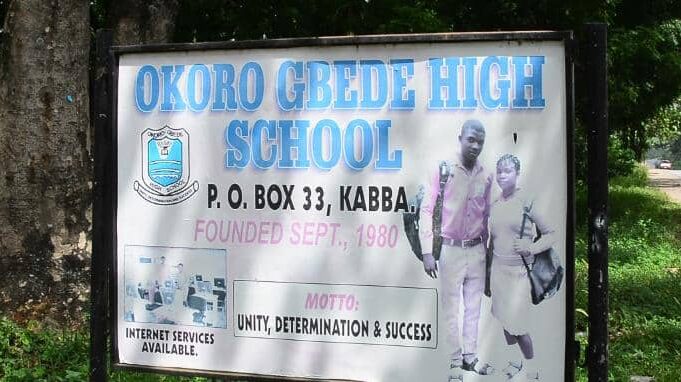 OKORO GBEDE HIGH
SCHOOL
P. O. BOX 33, KABBA.
FOUNDED SEPT., 1980
MOTTO:
UNITY, DETERMINATION & SUCCESS
INTERNET SERVICES
AVAILABLE.